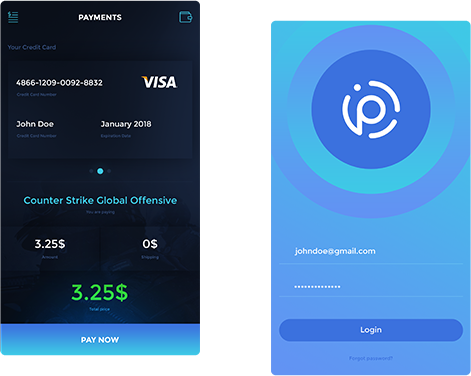 PAYMENTS
Your Credit Card
4866-1209-0092-8832
VISA
Credit Card Number
John Doe
January 2018
Credit Card Number
Expiration Date
Counter Strike Global Offensive
You are paying
3.25$
0$
Amount
Shipping
3.25$
Total price
PAY NOW
johndoe@gmail.com
Login
Forgot password?